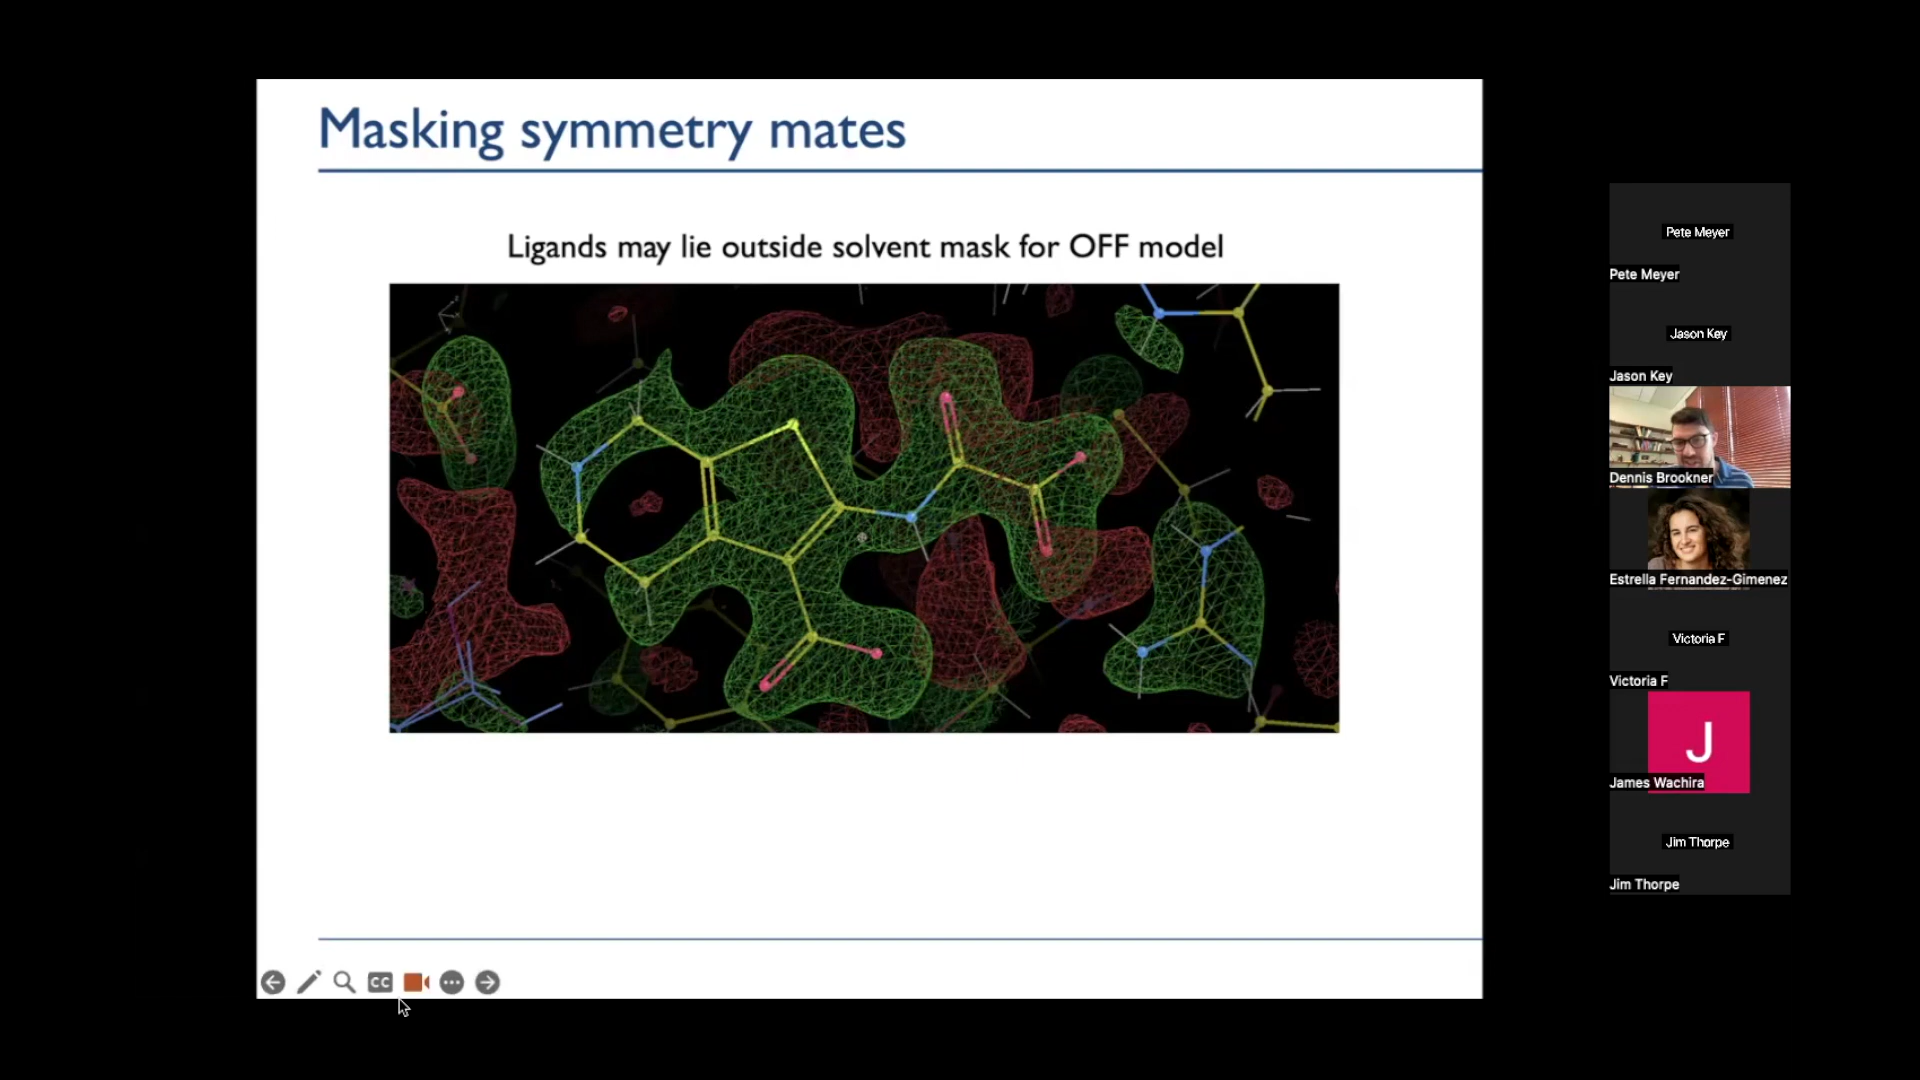 Masking symmetry mates
Ligands may lie outside solvent mask for OFF model
CC
Pete Meyer
Pete Meyer
Jason Key
Jason Key
Dennis Brookner
Estrella Fernandez-Gimenez
Victoria F
Victoria F
J
James Wachira
Jim Thorpe
Jim Thorpe